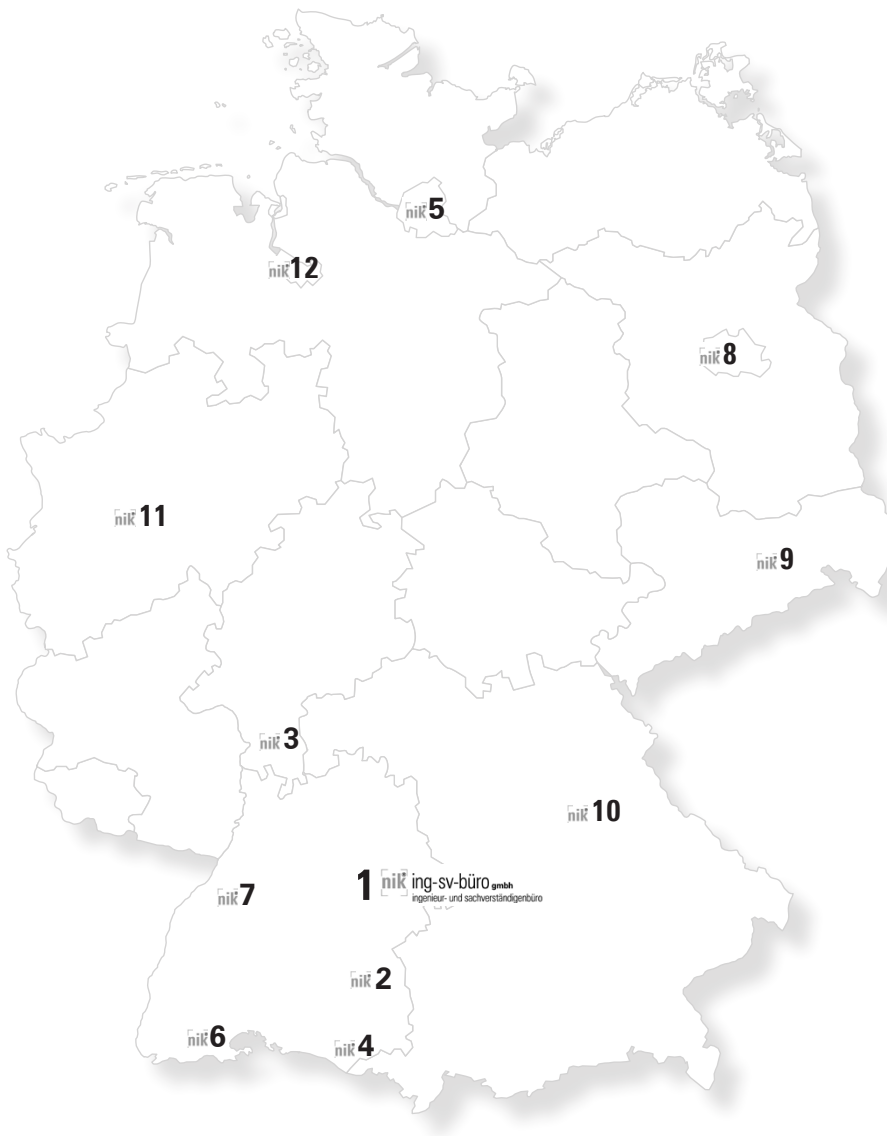 nik 5
nik 12
nik 8
nik 11
nik 9
nik 3
nik 10
1 nik ing-sv-büro gmbh
ingenieur- und sachverständigenbüro
nik 7
nik 2
nik 6
nik 4